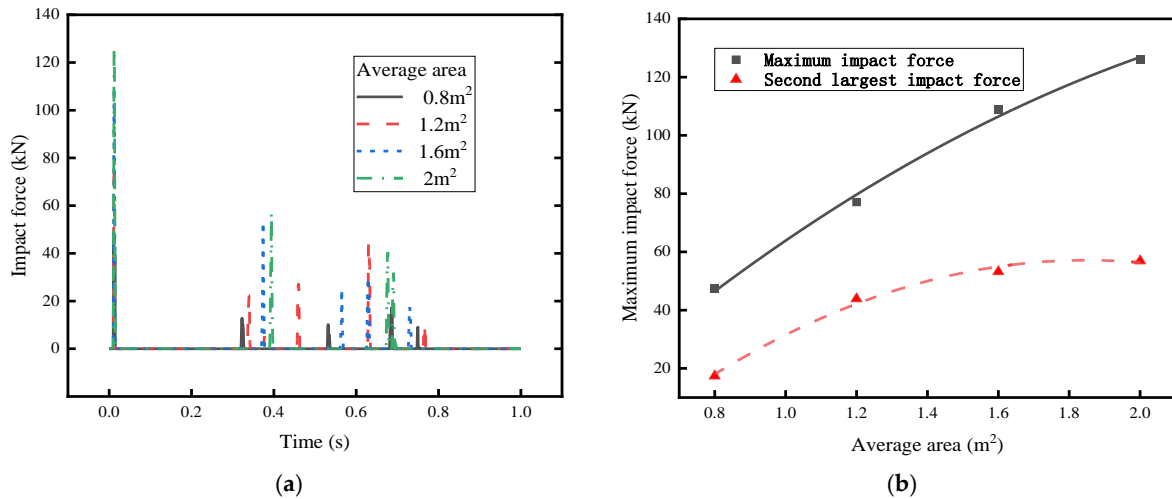 140
120
100
80
60
40
20
0
Impact force (kN)
Average area
0.8m²
1.2m²
1.6m²
2m²
0.0 0.2 0.4 0.6 0.8 1.0
Time (s)
(a)
140
120
100
80
60
40
20
Maximum impact force (kN)
Maximum impact force
Second largest impact force
0.8 1.0 1.2 1.4 1.6 1.8 2.0
Average area (m²)
(b)